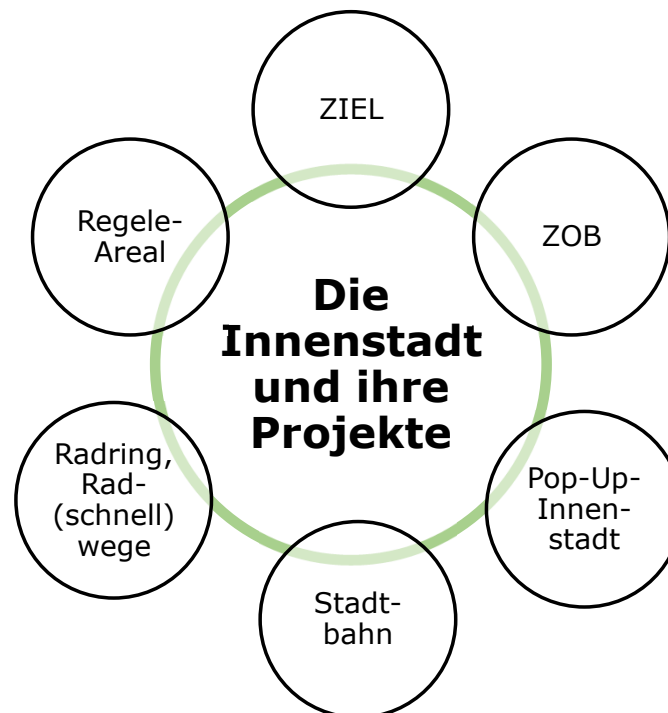 ZIEL
Regele-
Areal
ZOB
Die
Innenstadt
und ihre
Projekte
Radring,
Rad-
(schnell)
wege
Pop-Up-
Innen-
stadt
Stadt-
bahn